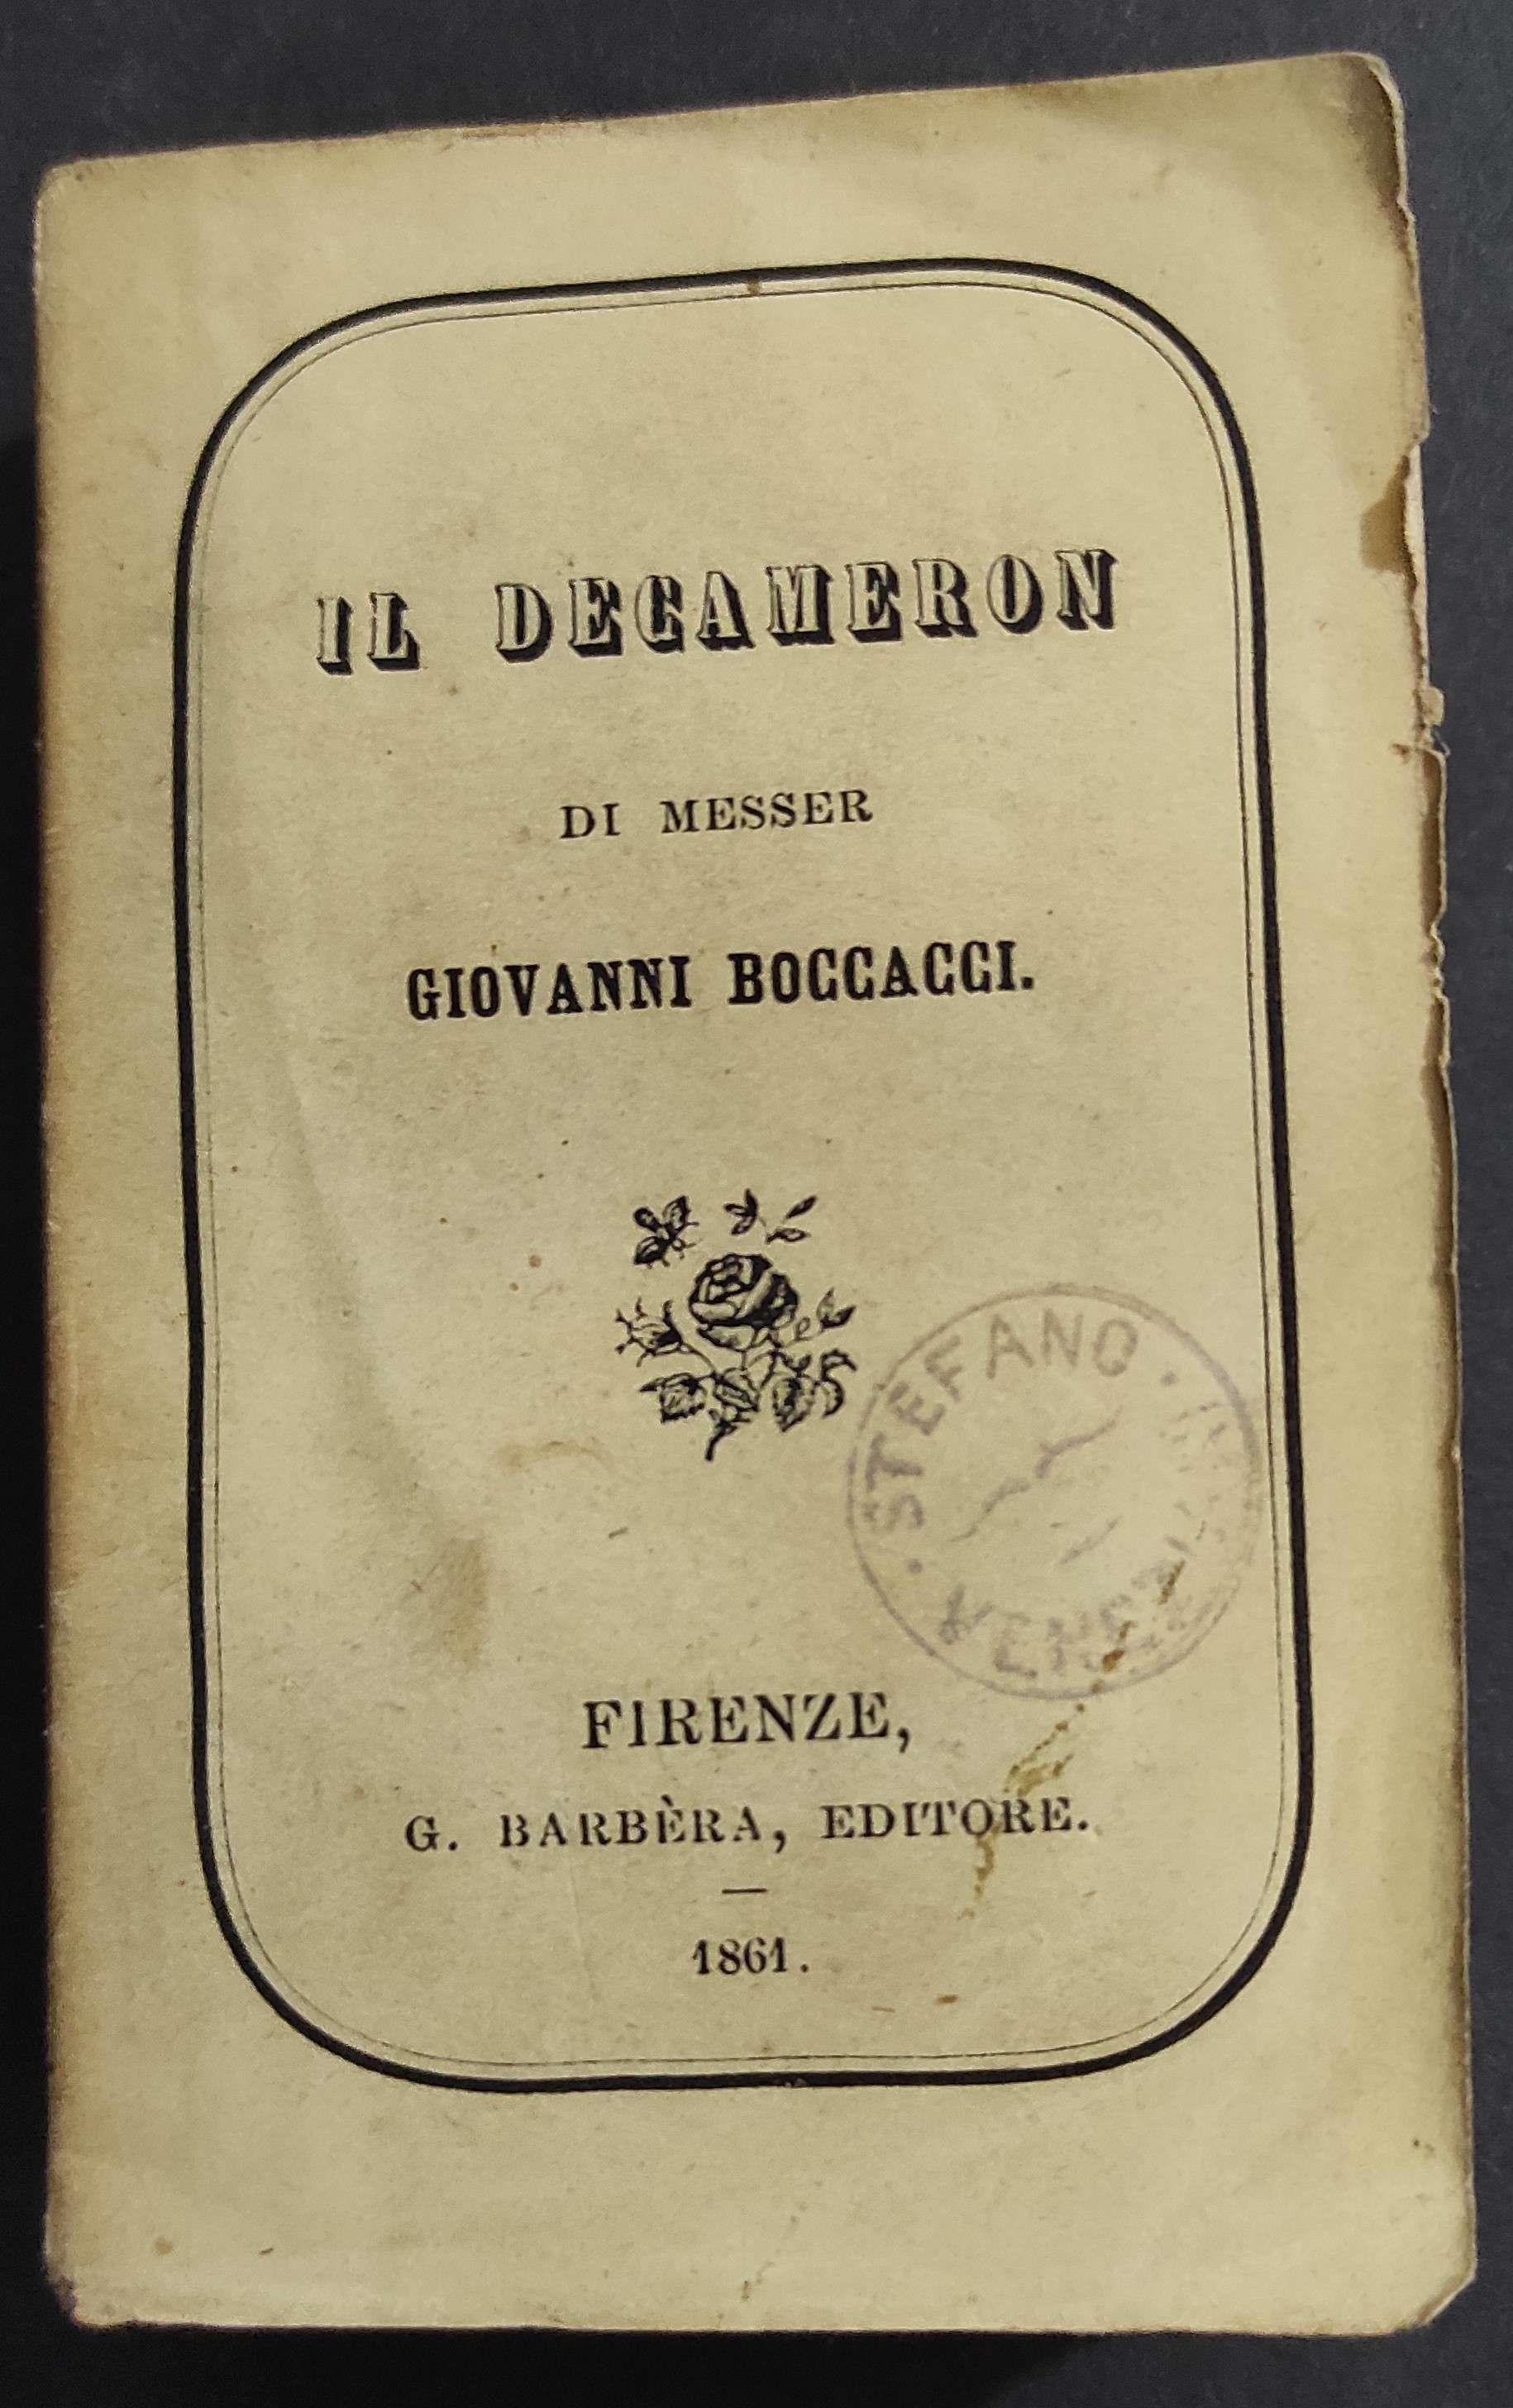 IL DECAMERON
DI MESSER
GIOVANNI BOCCACCI.
STEFANO
FIRENZE,
G. BARBÈRA, EDITORE.
1861.